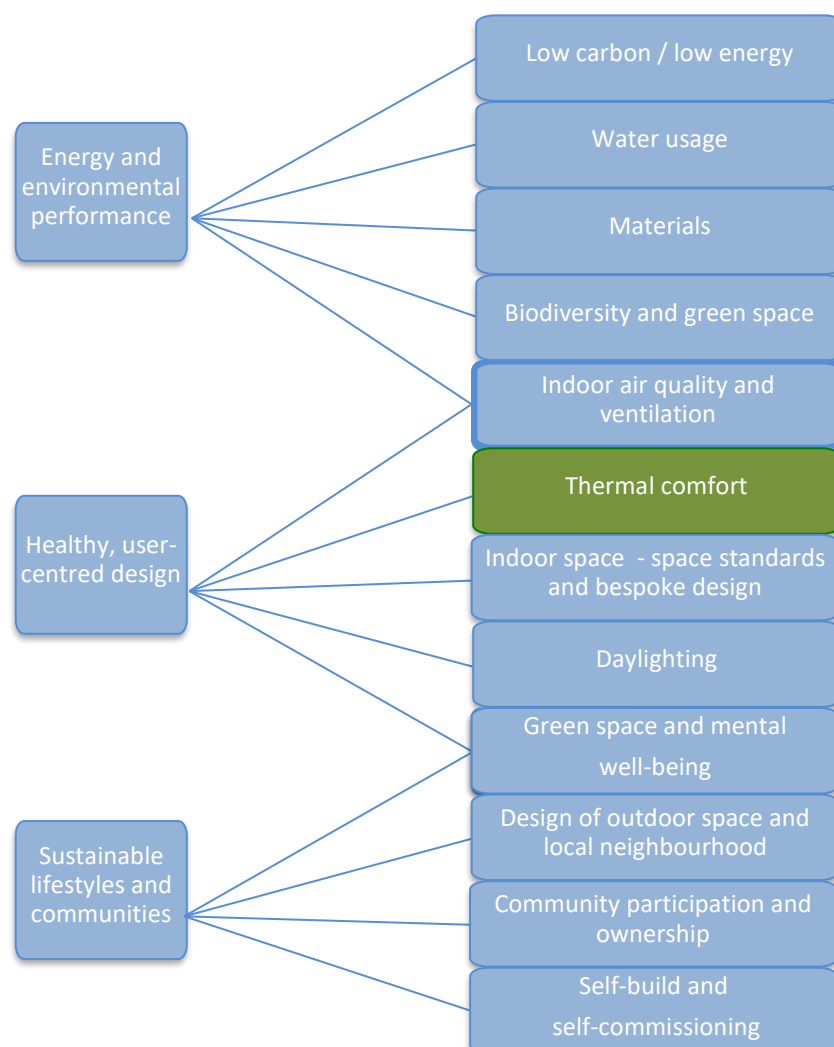 Low carbon / low energy
Water usage
Energy and
environmental
performance
Materials
Biodiversity and green space
Indoor air quality and
ventilation
Thermal comfort
Healthy, user-
centred design
Indoor space - space standards
and bespoke design
Daylighting
Green space and mental
well-being
Sustainable
lifestyles and
communities
Design of outdoor space and
local neighbourhood
Community participation and
ownership
Self-build and
self-commissioning